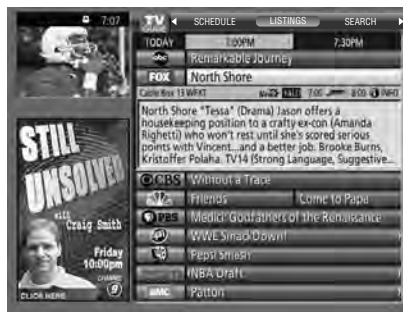 7:07
TV GUIDE
SCHEDULE
LISTINGS
SEARCH
TODAY
7:00PM
7:30PM
abc
Remarkable Journey
FOX
North Shore
Cable Box 13 WFXT
7:00
8:00
INFO
North Shore "Tessa" (Drama) Jason offers a
housekeeping position to a crafty ex-con (Amanda
Righetti) who won't rest until she's scored serious
points with Vincent...and a better job. Brooke Burns,
Kristoffer Polaha. TV14 (Strong Language, Suggestive...
CBS
Without a Trace
Friends
Come to Papa
PBS
Medici: Godfathers of the Renaissance
WWE SmackDown!
Pepsi Smash
NBA Draft
amc
Patton
STILL
UNSOLVED
with
Craig Smith
Friday
10:00pm
CHANNEL
9
CLICK HERE